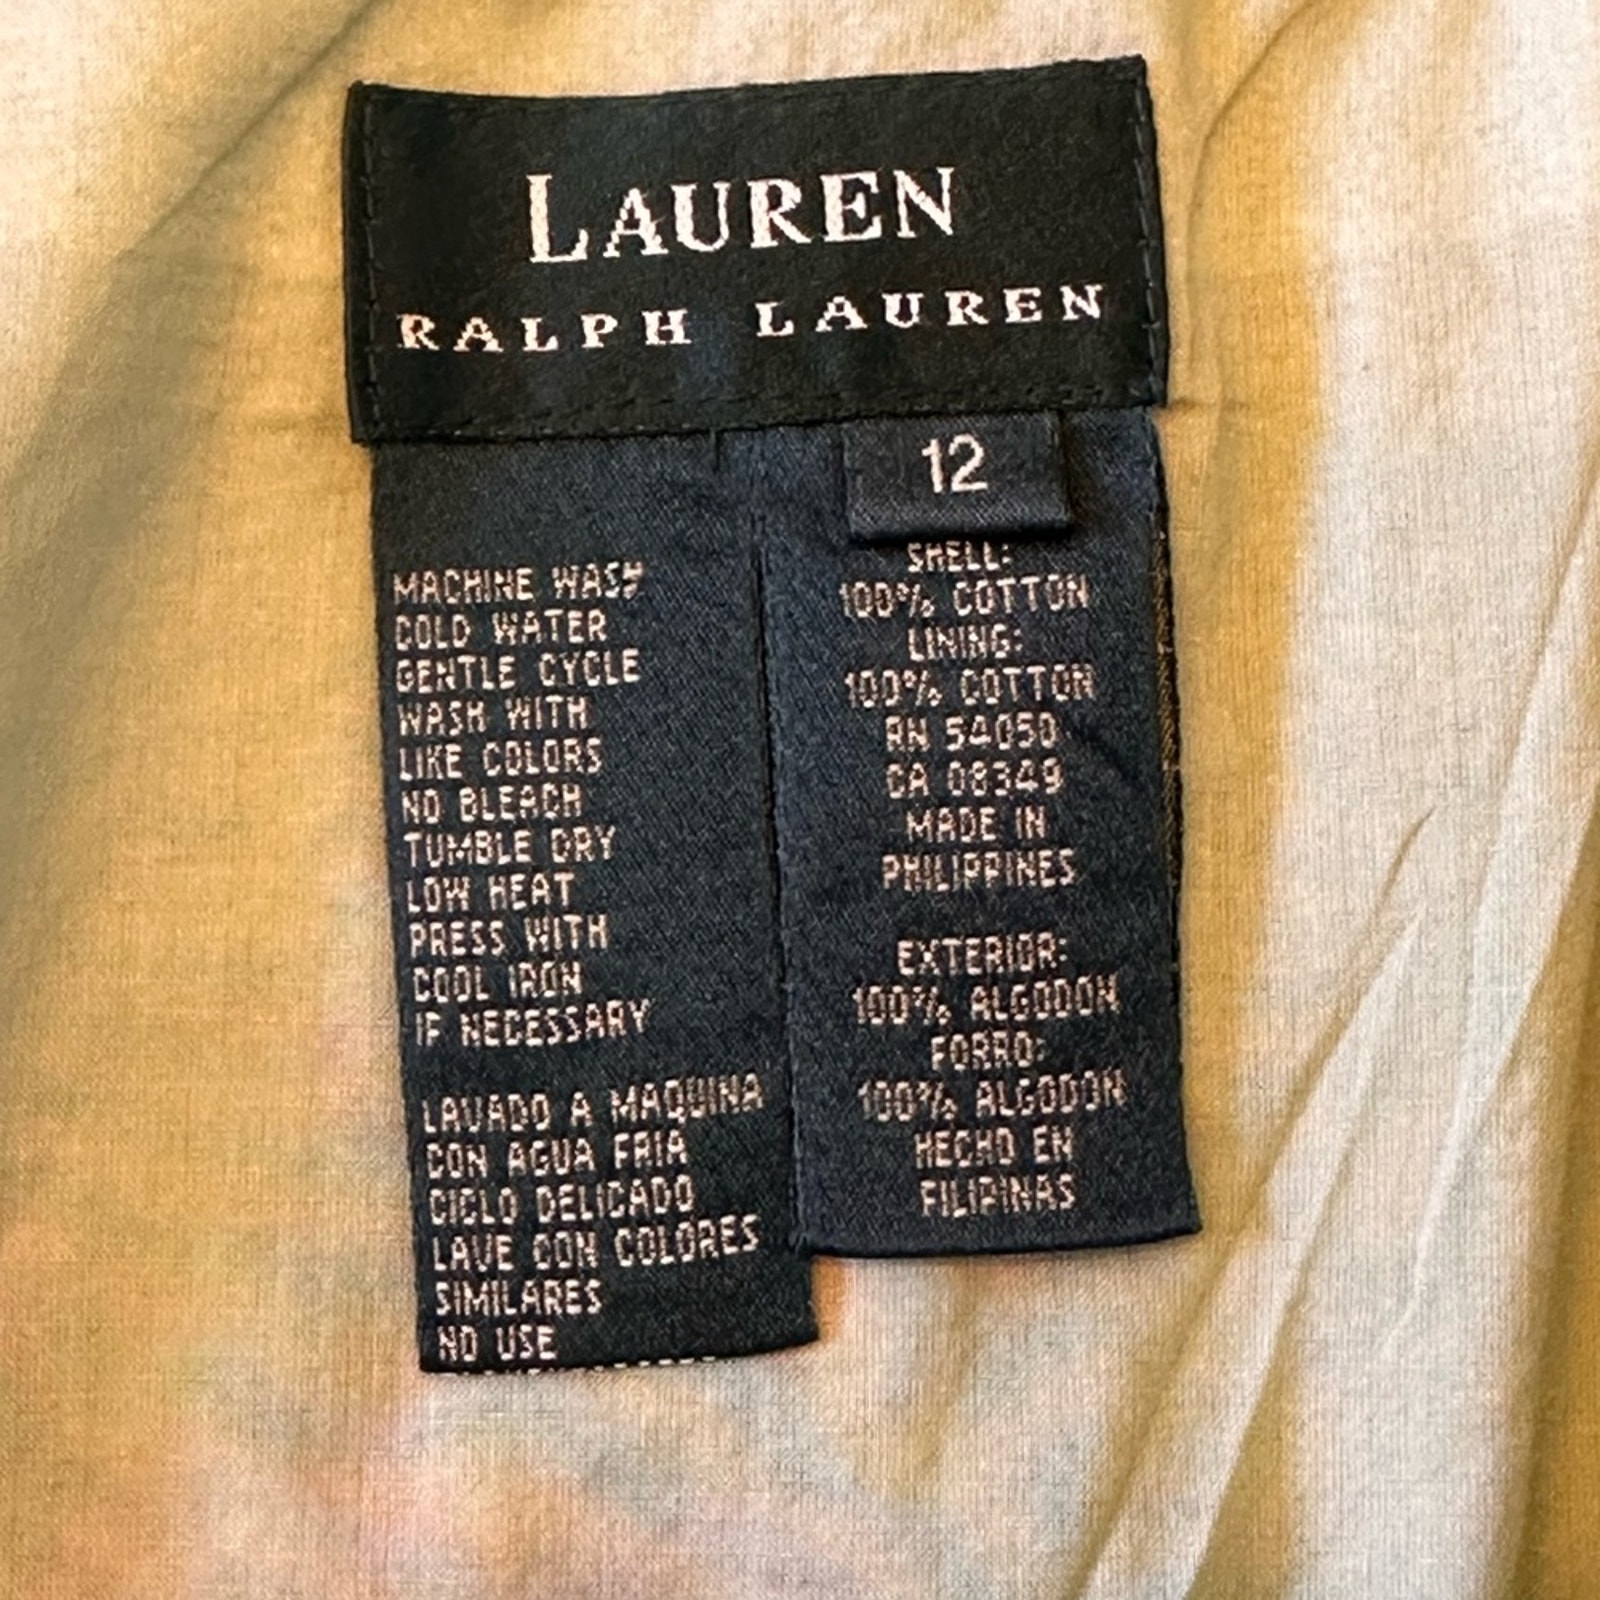 LAUREN
RALPH LAUREN
12
MACHINE WASH
COLD WATER
GENTLE CYCLE
WASH WITH
LIKE COLORS
NO BLEACH
TUMBLE DRY
LOW HEAT
PRESS WITH
COOL IRON
IF NECESSARY
LAVADO A MAQUINA
CON AGUA FRIA
CICLO DELICADO
LAVE CON COLORES
SIMILARES
NO USE
SHELL:
100% COTTON
LINING:
100% COTTON
RN 54050
CA 08349
MADE IN
PHILIPPINES
EXTERIOR:
100% ALGODON
FORRO:
100% ALGODON
HECHO EN
FILIPINAS